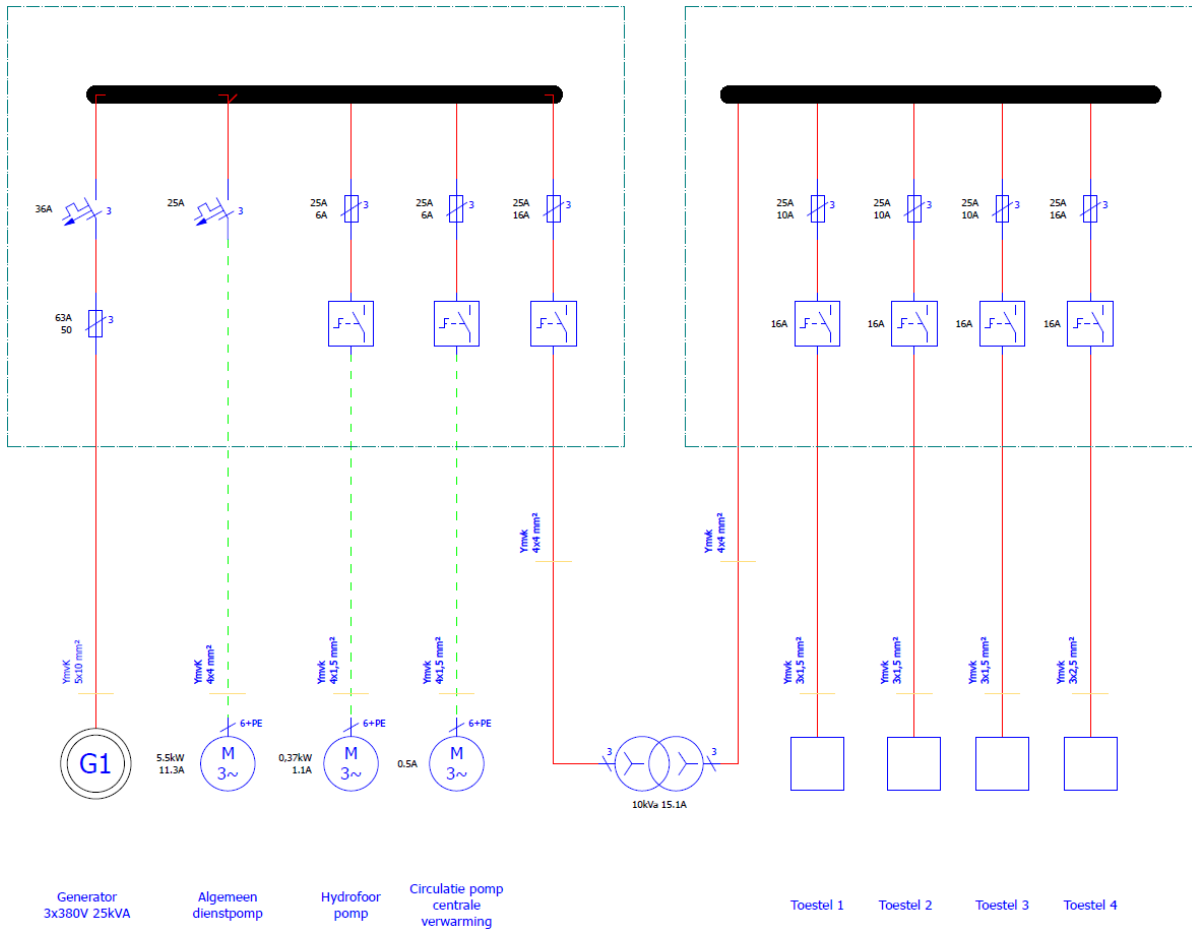 36A
3
25A
3
25A
6A
3
25A
6A
3
25A
16A
3
25A
10A
3
25A
10A
3
25A
10A
3
25A
16A
3
63A
50
3
16A
16A
16A
16A
Ymvk
4x4 mm²
Ymvk
4x4 mm²
YmvK
5x10 mm²
YmvK
4x4 mm²
Ymvk
4x1,5 mm²
Ymvk
4x1,5 mm²
Ymvk
3x1,5 mm²
Ymvk
3x1,5 mm²
Ymvk
3x1,5 mm²
Ymvk
3x2,5 mm²
G1
5.5kW
11.3A
6+PE
M
3~
0,37kW
1.1A
6+PE
M
3~
0.5A
6+PE
M
3~
3
3
10kVa 15.1A
Generator
3x380V 25kVA
Algemeen
dienstpomp
Hydrofoor
pomp
Circulatie pomp
centrale
verwarming
Toestel 1
Toestel 2
Toestel 3
Toestel 4